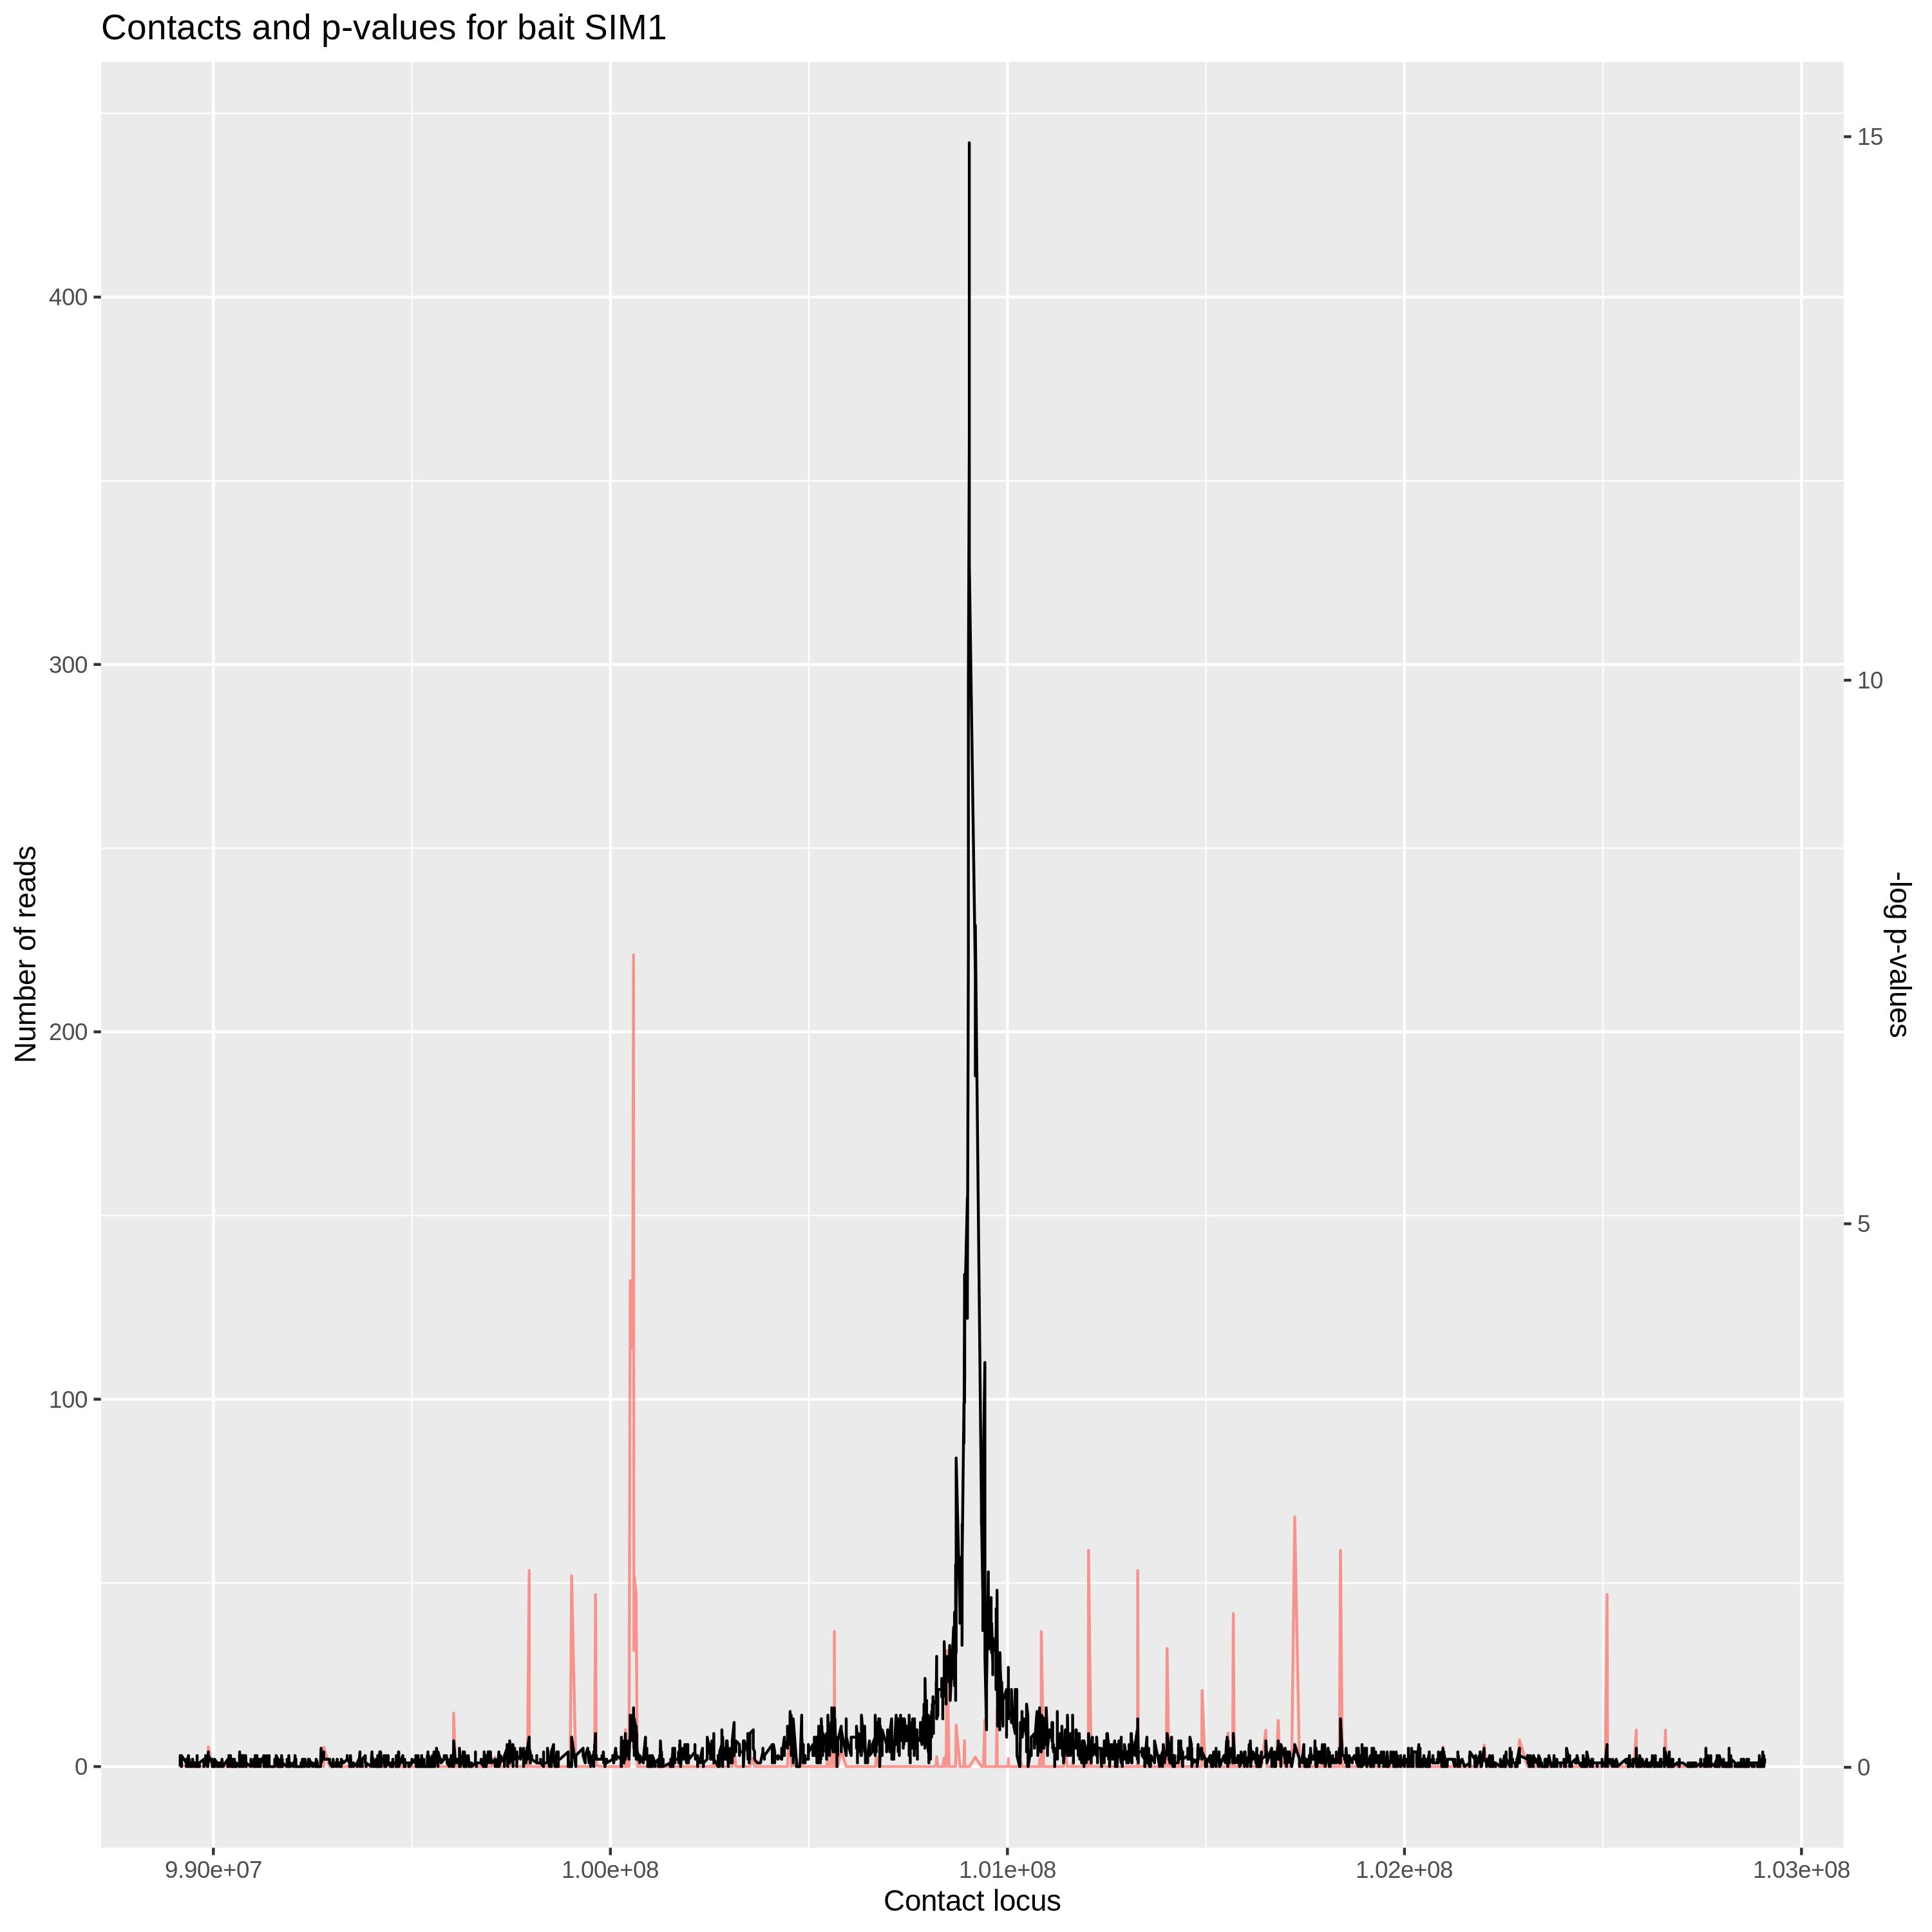 Contacts and p-values for bait SIM1
400
300
200
100
0
Number of reads
15
10
5
0
-log p-values
9.90e+07
1.00e+08
1.01e+08
1.02e+08
1.03e+08
Contact locus